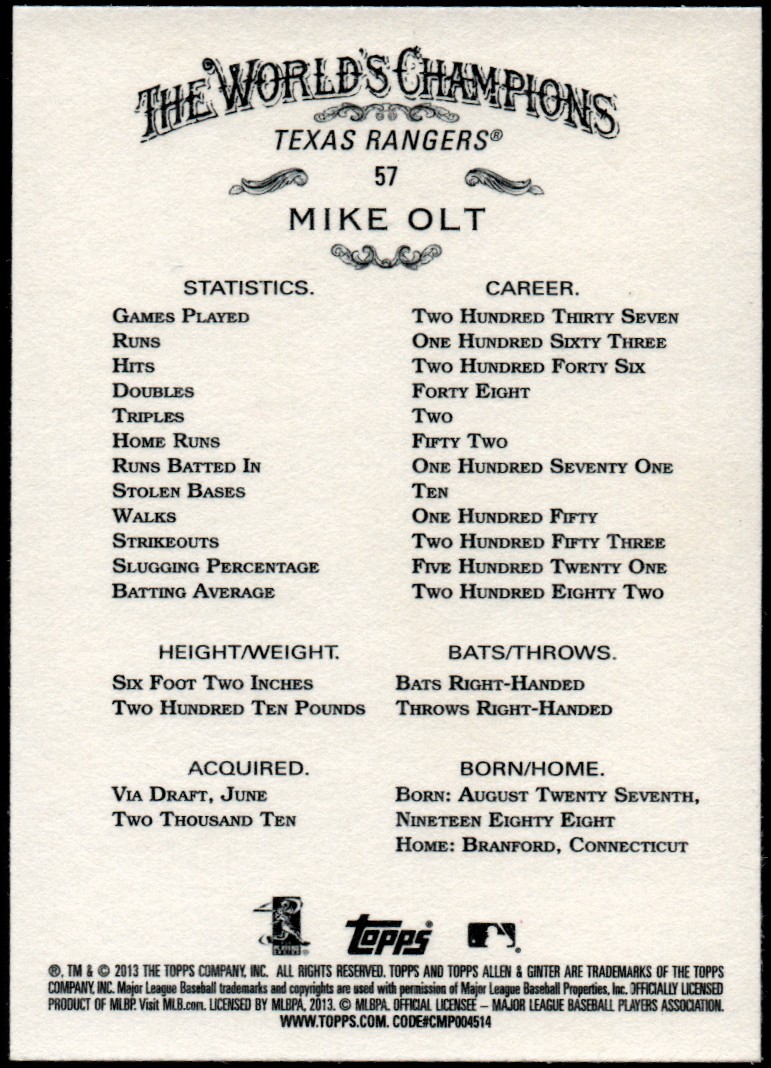 THE WORLD'S CHAMPIONS
TEXAS RANGERS®
57
MIKE OLT
STATISTICS. CAREER.
GAMES PLAYED TWO HUNDRED THIRTY SEVEN
RUNS ONE HUNDRED SIXTY THREE
HITS TWO HUNDRED FORTY SIX
DOUBLES FORTY EIGHT
TRIPLES TWO
HOME RUNS FIFTY TWO
RUNS BATTED IN ONE HUNDRED SEVENTY ONE
STOLEN BASES TEN
WALKS ONE HUNDRED FIFTY
STRIKEOUTS TWO HUNDRED FIFTY THREE
SLUGGING PERCENTAGE FIVE HUNDRED TWENTY ONE
BATTING AVERAGE TWO HUNDRED EIGHTY TWO
HEIGHT/WEIGHT. BATS/THROWS.
SIX FOOT TWO INCHES BATS RIGHT-HANDED
TWO HUNDRED TEN POUNDS THROWS RIGHT-HANDED
ACQUIRED. BORN/HOME.
VIA DRAFT, JUNE BORN: AUGUST TWENTY SEVENTH,
TWO THOUSAND TEN NINETEEN EIGHTY EIGHT
HOME: BRANFORD, CONNECTICUT
topps®
®, TM & © 2013 THE TOPPS COMPANY, INC. ALL RIGHTS RESERVED. TOPPS AND TOPPS ALLEN & GINTER ARE TRADEMARKS OF THE TOPPS
COMPANY, INC. Major League Baseball trademarks and copyrights are used with permission of Major League Baseball Properties, Inc. OFFICIALLY LICENSED
PRODUCT OF MLBP. Visit MLB.com. LICENSED BY MLBPA, 2013. © MLBPA. OFFICIAL LICENSEE – MAJOR LEAGUE BASEBALL PLAYERS ASSOCIATION.
WWW.TOPPS.COM. CODE#CMP004514